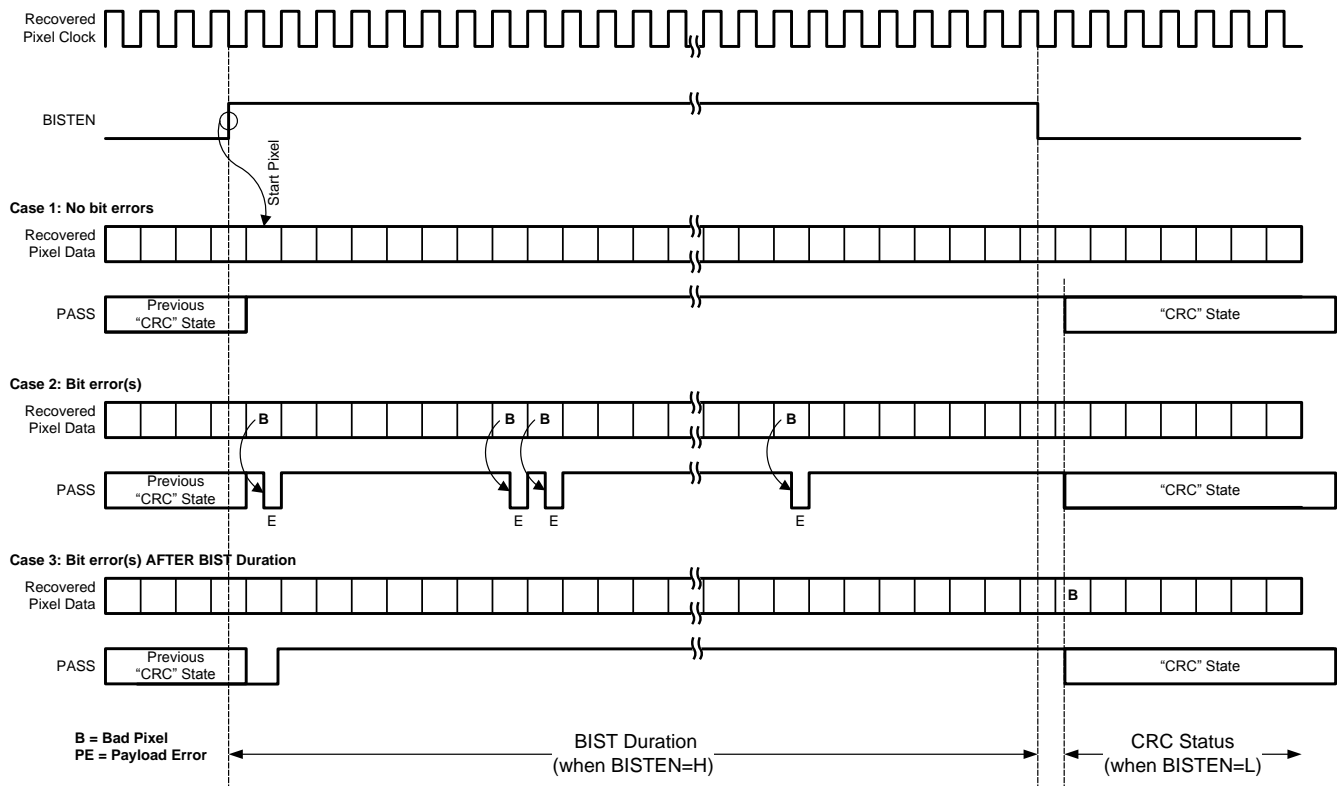 Recovered
Pixel Clock
BISTEN
Start Pixel
Case 1: No bit errors
Recovered
Pixel Data
PASS
Previous
“CRC” State
“CRC” State
Case 2: Bit error(s)
Recovered
Pixel Data
B
B
B
B
PASS
Previous
“CRC” State
“CRC” State
E
E
E
E
Case 3: Bit error(s) AFTER BIST Duration
Recovered
Pixel Data
B
PASS
Previous
“CRC” State
“CRC” State
B = Bad Pixel
PE = Payload Error
BIST Duration
(when BISTEN=H)
CRC Status
(when BISTEN=L)